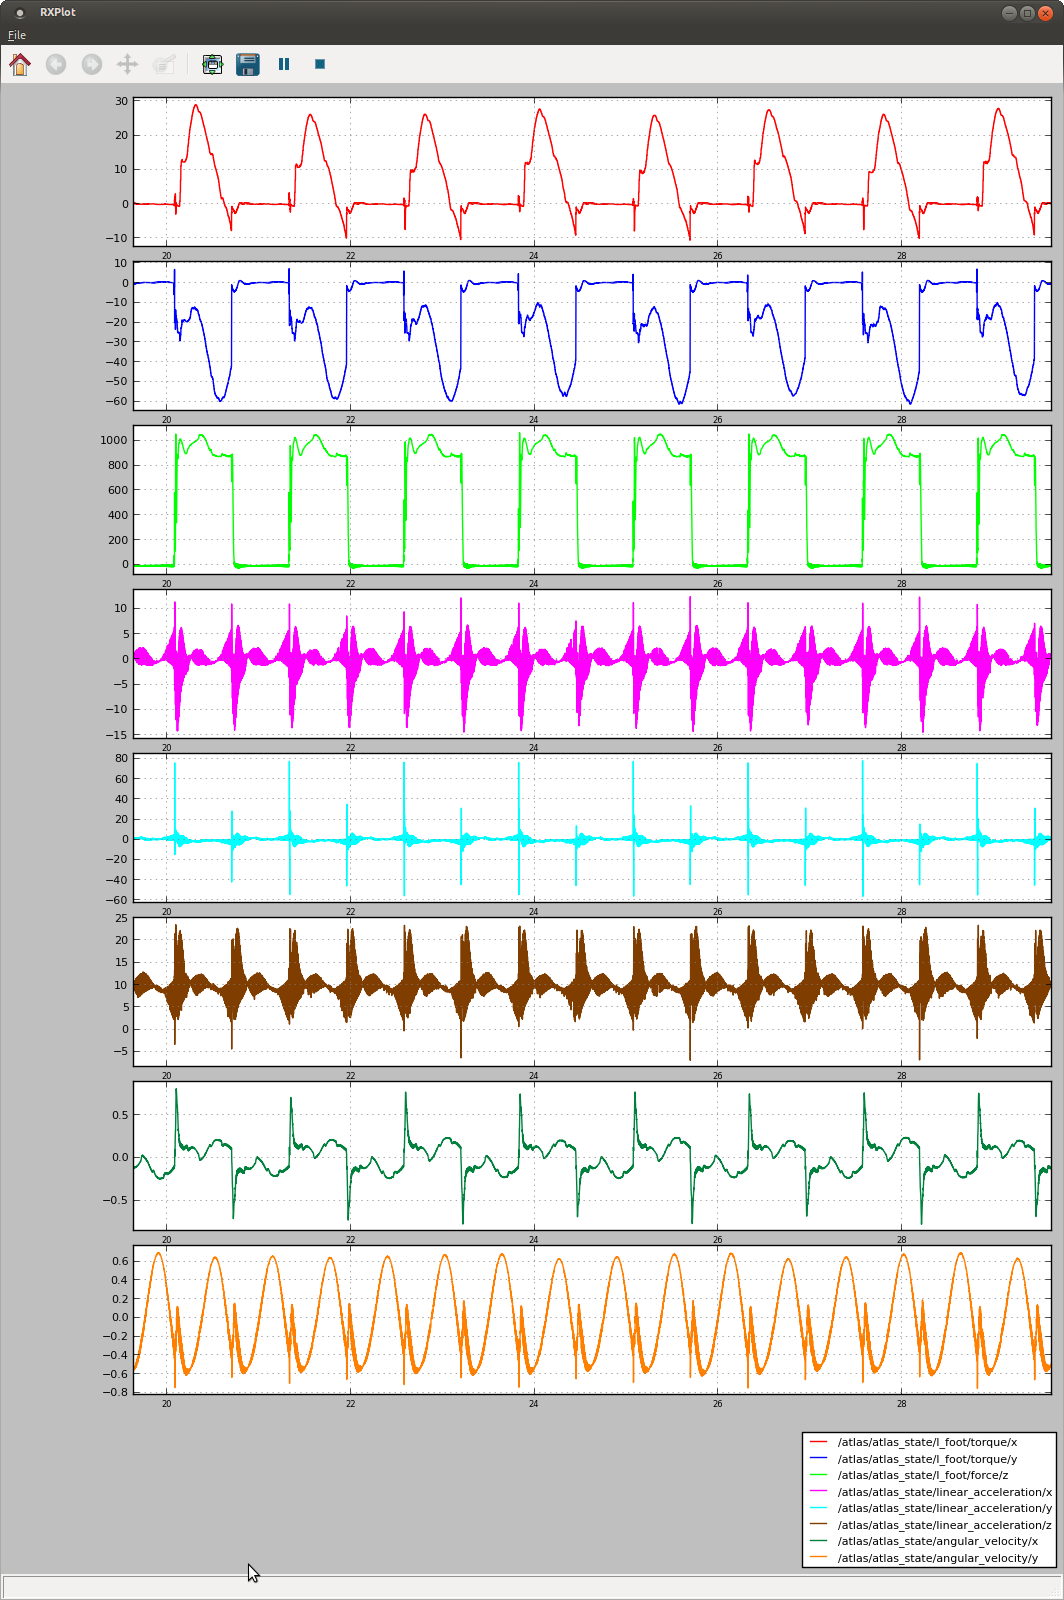 RXPlot
File
30
20
10
0
−10
20 22 24 26 28
10
0
−10
−20
−30
−40
−50
−60
20 22 24 26 28
1000
800
600
400
200
0
20 22 24 26 28
10
5
0
−5
−10
−15
20 22 24 26 28
80
60
40
20
0
−20
−40
−60
20 22 24 26 28
25
20
15
10
5
0
−5
20 22 24 26 28
0.5
0.0
−0.5
20 22 24 26 28
0.6
0.4
0.2
0.0
−0.2
−0.4
−0.6
−0.8
20 22 24 26 28
/atlas/atlas_state/l_foot/torque/x
/atlas/atlas_state/l_foot/torque/y
/atlas/atlas_state/l_foot/force/z
/atlas/atlas_state/linear_acceleration/x
/atlas/atlas_state/linear_acceleration/y
/atlas/atlas_state/linear_acceleration/z
/atlas/atlas_state/angular_velocity/x
/atlas/atlas_state/angular_velocity/y